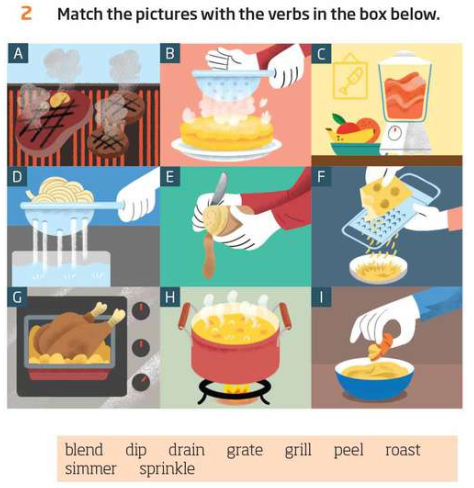 2 Match the pictures with the verbs in the box below.
A B C
D E F
G H I
blend dip drain grate grill peel roast
simmer sprinkle